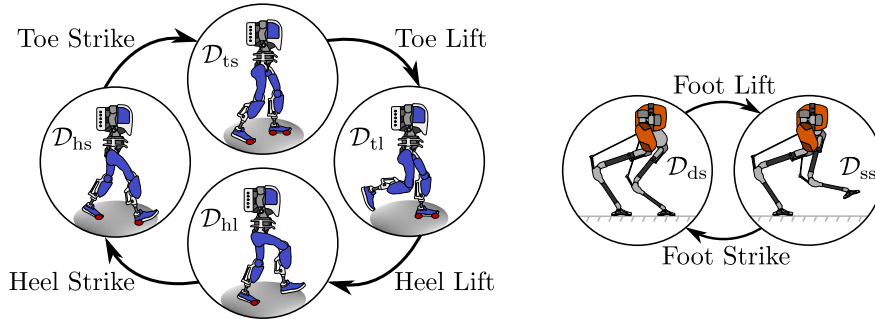 Toe Strike
Toe Lift
𝒟ts
𝒟hs
𝒟tl
𝒟hl
Heel Strike
Heel Lift
Foot Lift
𝒟ds
𝒟ss
Foot Strike